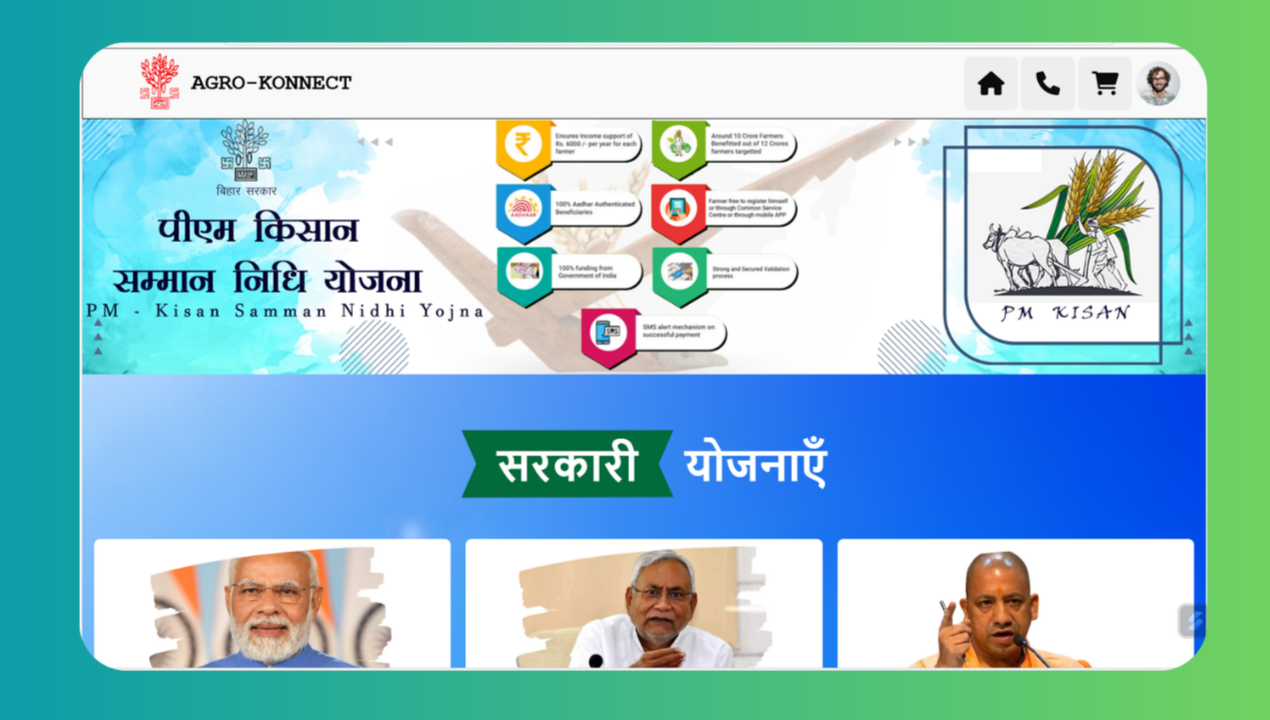 AGRO-KONNECT
बिहार सरकार
पीएम किसान
सम्मान निधि योजना
PM - Kisan Samman Nidhi Yojna
Ensures Income support of
Rs. 6000 /- per year for each
farmer
Around 10 Crore Farmers
Benefitted out of 12 Crores
farmers targetted
AADHAAR
100% Aadhar Authenticated
Beneficiaries
Farmer free to register himself
or through Common Service
Centre or through mobile APP
100% funding from
Government of India
Strong and Secured Validation
process
SMS
SMS alert mechanism on
successful payment
PM KISAN
सरकारी योजनाएँ